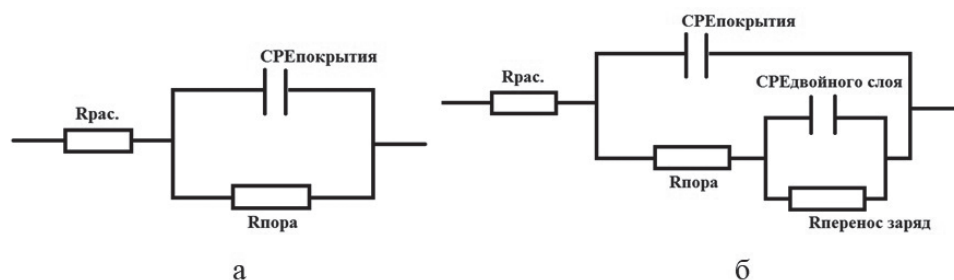 CPEпокрытия
Rрас.
Rпора
а
CPEпокрытия
Rрас.
CPEдвойного слоя
Rпора
Rперенос заряд
б